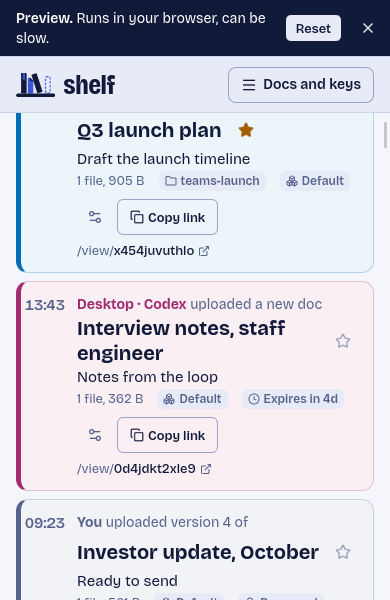 Preview. Runs in your browser, can be
slow.
Reset
shelf
Docs and keys
Q3 launch plan
Draft the launch timeline
1 file, 905 B
teams-launch
Default
Copy link
/view/x454juvuthlo
13:43
Desktop · Codex uploaded a new doc
Interview notes, staff
engineer
Notes from the loop
1 file, 362 B
Default
Expires in 4d
Copy link
/view/0d4jdkt2xle9
09:23
You uploaded version 4 of
Investor update, October
Ready to send